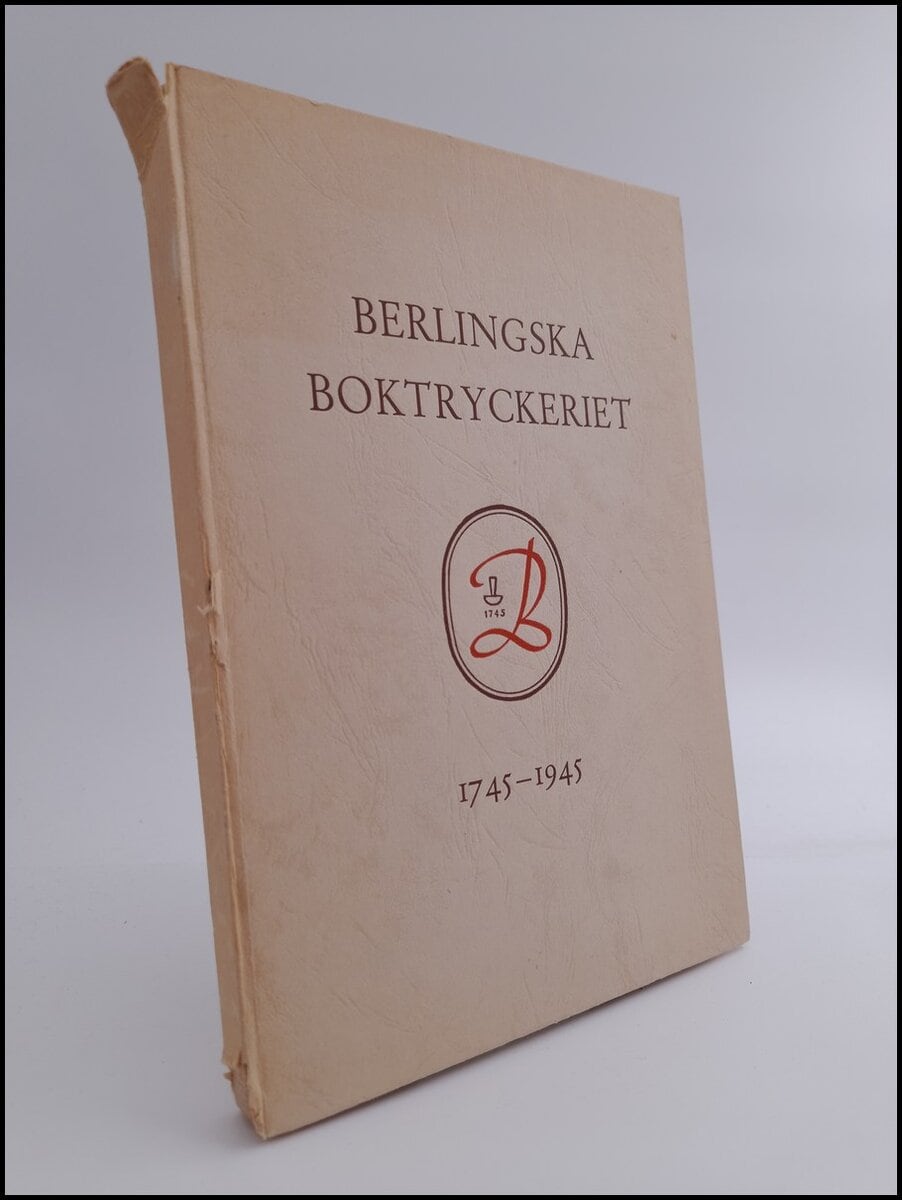 BERLINGSKA
BOKTRYCKERIET
B
1745
1745–1945